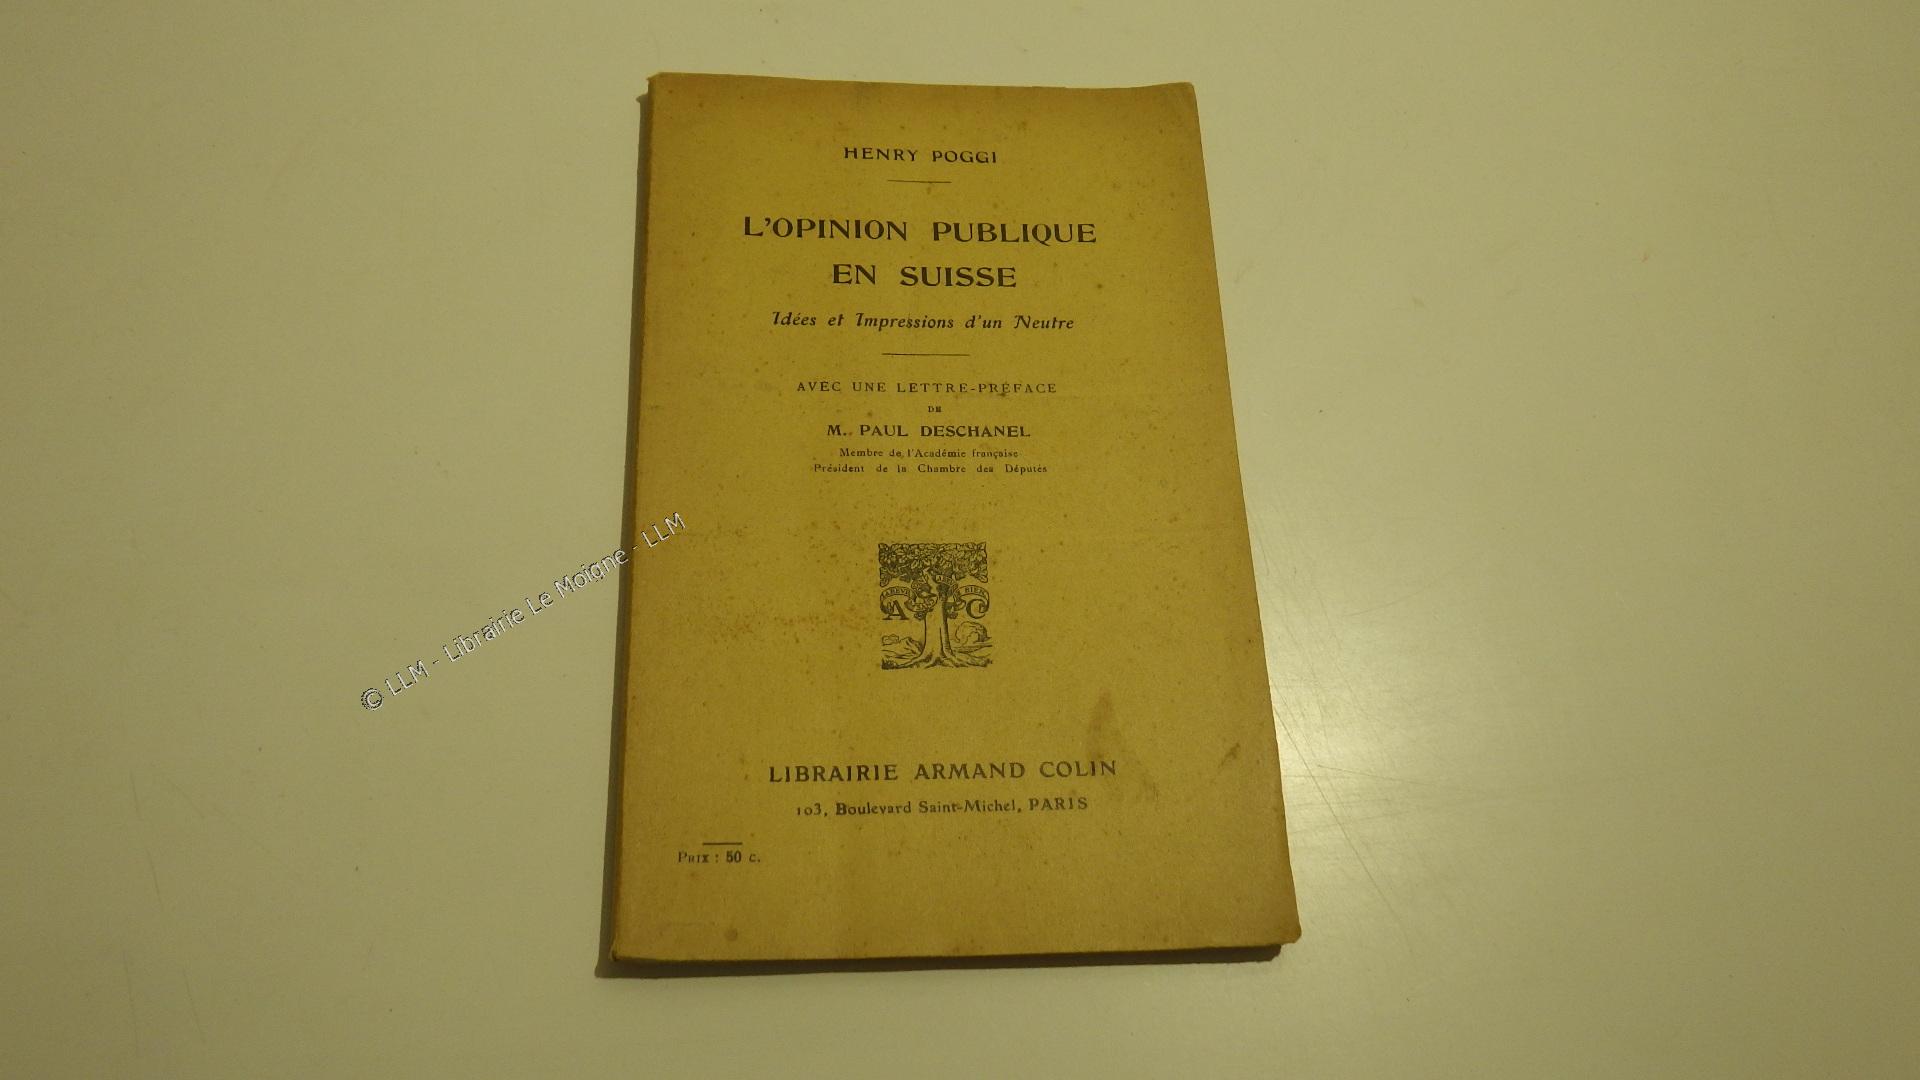 HENRY POGGI
L'OPINION PUBLIQUE
EN SUISSE
Idées et Impressions d'un Neutre
AVEC UNE LETTRE-PRÉFACE
DE
M. PAUL DESCHANEL
Membre de l'Académie française
Président de la Chambre des Députés
A C
LIBRAIRIE ARMAND COLIN
103, Boulevard Saint-Michel, PARIS
PRIX : 50 c.
© LLM - Librairie Le Moigne - LLM